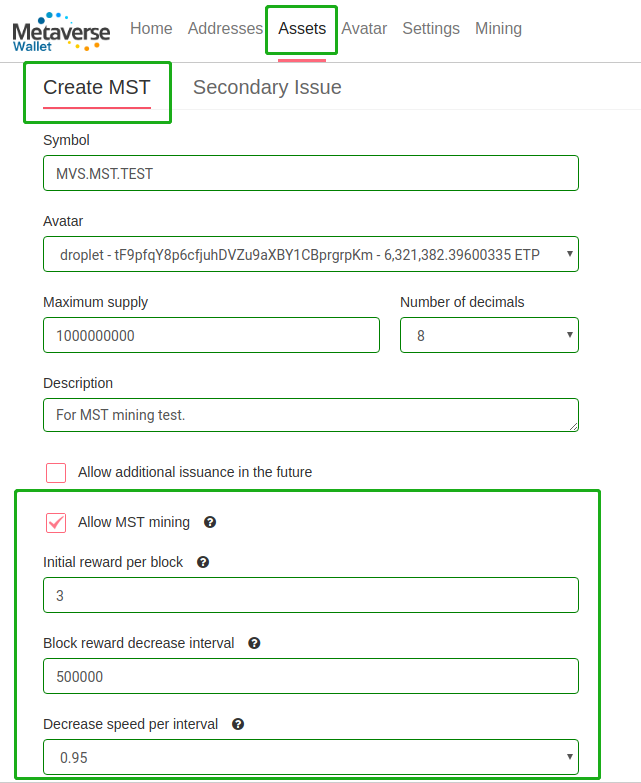 Metaverse
Wallet
Home Addresses Assets Avatar Settings Mining
Create MST Secondary Issue
Symbol
MVS.MST.TEST
Avatar
droplet - tF9pfqY8p6cfjuhDVZu9aXBY1CBprgrpKm - 6,321,382.39600335 ETP
Maximum supply Number of decimals
1000000000 8
Description
For MST mining test.
Allow additional issuance in the future
Allow MST mining ?
Initial reward per block ?
3
Block reward decrease interval ?
500000
Decrease speed per interval ?
0.95